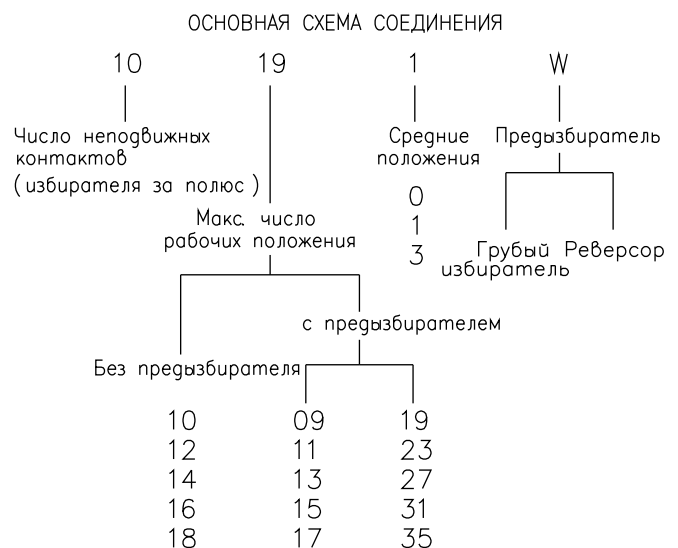 ОСНОВНАЯ СХЕМА СОЕДИНЕНИЯ
10 19 1 W
Число неподвижных
контактов
(избирателя за полюс)
Средние
положения
0
1
3
Предызбиратель
Грубый
избиратель
Реверсор
Макс. число
рабочих положения
с предызбирателем
Без предызбирателя
10 09 19
12 11 23
14 13 27
16 15 31
18 17 35